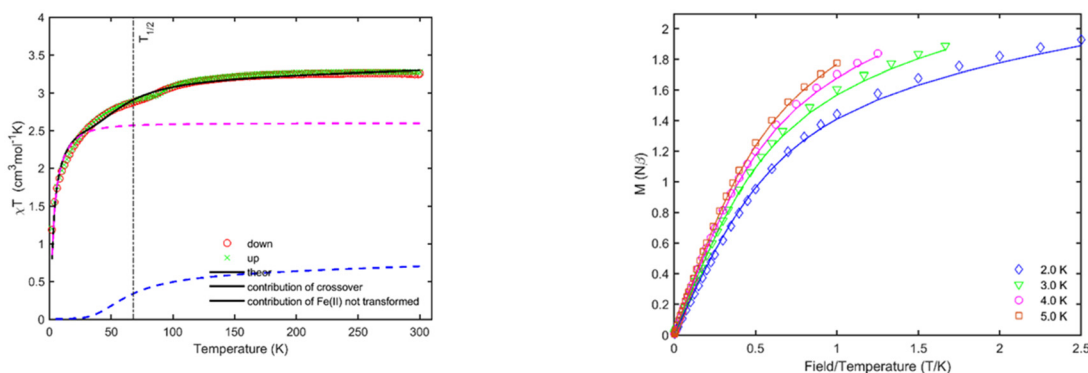 4
3.5
3
2.5
2
1.5
1
0.5
0
0 50 100 150 200 250 300
χT (cm³mol⁻¹K)
Temperature (K)
T1/2
down
up
theor
contribution of crossover
contribution of Fe(II) not transformed
2
1.8
1.6
1.4
1.2
1
0.8
0.6
0.4
0.2
0
0 0.5 1 1.5 2 2.5
M (Nβ)
Field/Temperature (T/K)
2.0 K
3.0 K
4.0 K
5.0 K